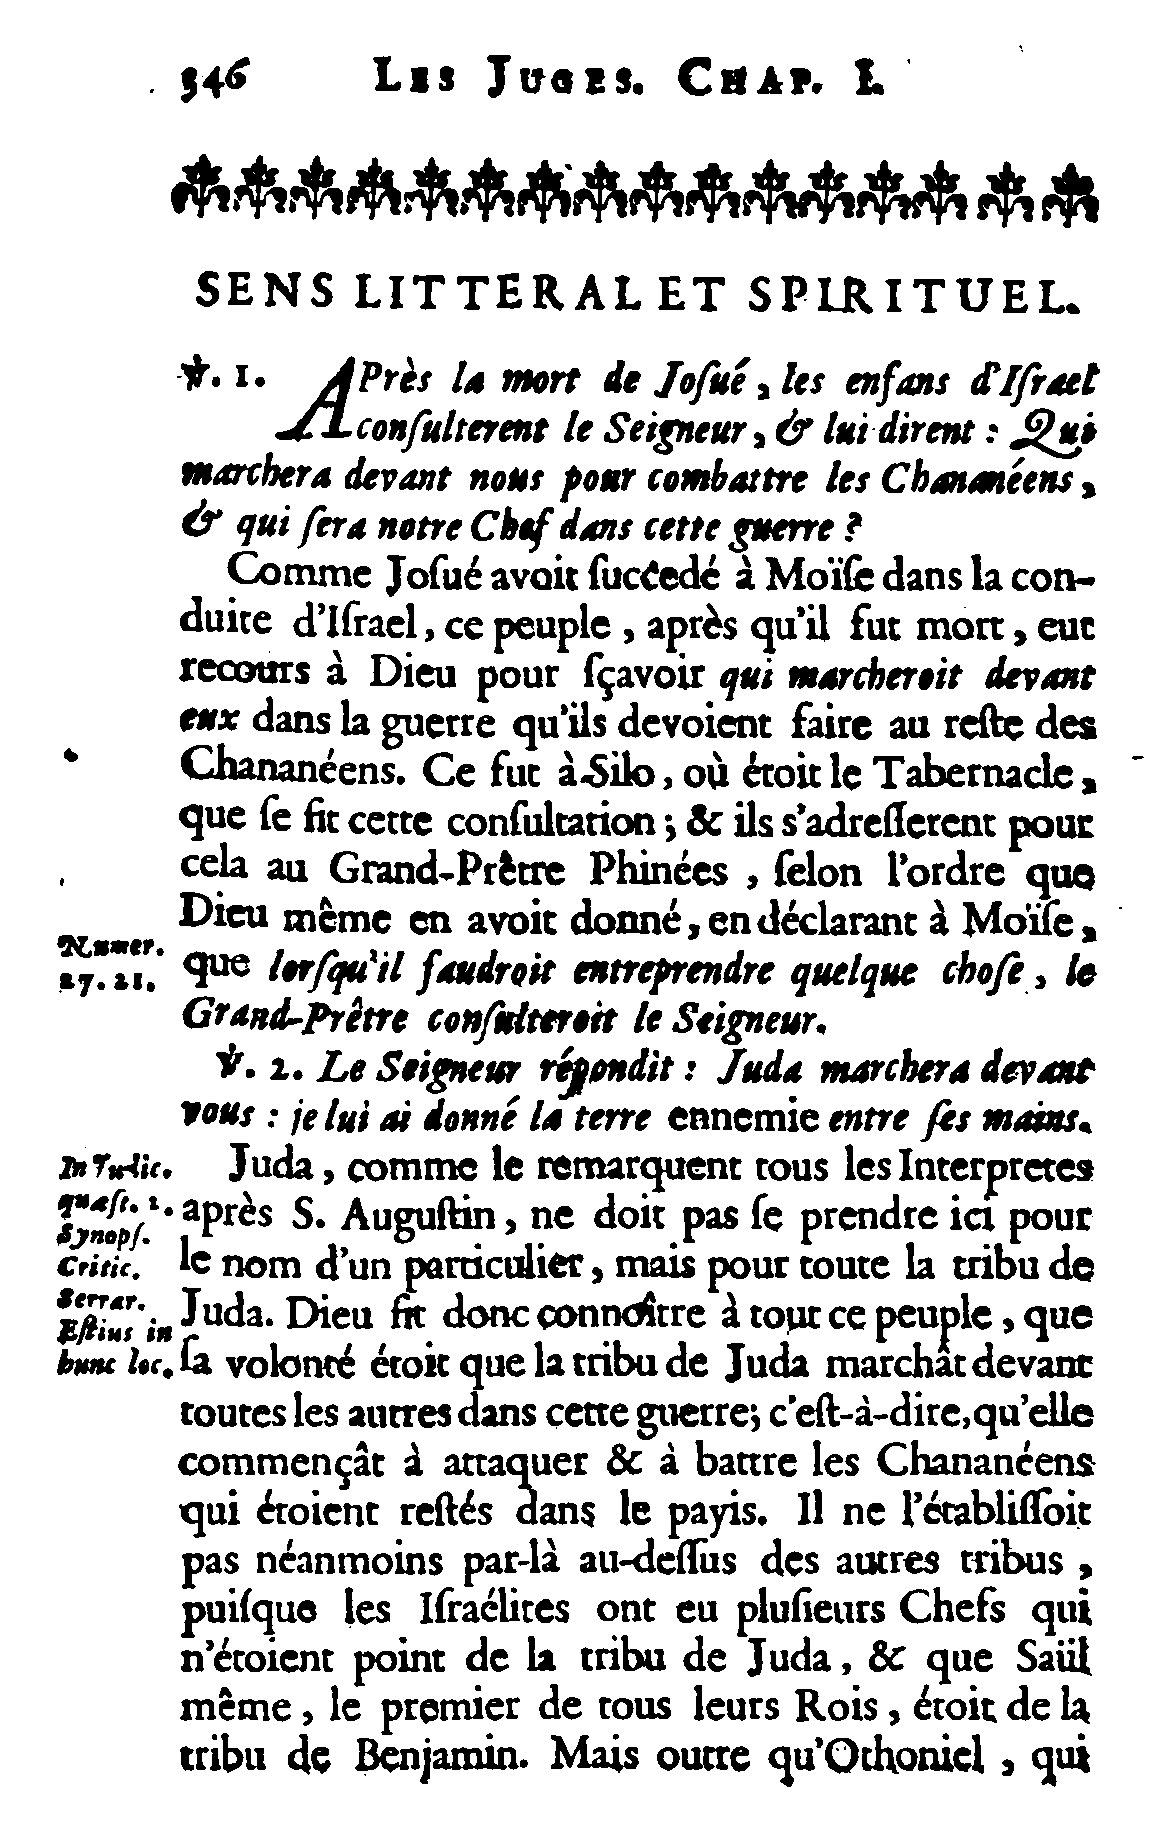 346 LES JUGES. CHAP. I.
SENS LITTERAL ET SPIRITUEL.
℣. 1. APrès la mort de Joſué, les enfans d'Iſrael
conſulterent le Seigneur, & lui dirent : Qui
marchera devant nous pour combattre les Chananéens,
& qui ſera notre Chef dans cette guerre ?
Comme Joſué avoit ſuccedé à Moïſe dans la con-
duite d'Iſrael, ce peuple, après qu'il fut mort, eut
recours à Dieu pour ſçavoir qui marcheroit devant
eux dans la guerre qu'ils devoient faire au reſte des
Chananéens. Ce fut à Silo, où étoit le Tabernacle,
que ſe fit cette conſultation ; & ils s'adreſſerent pour
cela au Grand-Prêtre Phinées, ſelon l'ordre que
Dieu même en avoit donné, en déclarant à Moïſe,
Numer.
27. 21.
que lorſqu'il faudroit entreprendre quelque choſe, le
Grand-Prêtre conſulteroit le Seigneur.
℣. 2. Le Seigneur répondit : Juda marchera devant
vous : je lui ai donné la terre ennemie entre ſes mains.
In Judic.
quæſt. 2.
Synopſ.
Critic.
Serrar.
Eſtius in
hunc loc.
Juda, comme le remarquent tous les Interpretes
après S. Auguſtin, ne doit pas ſe prendre ici pour
le nom d'un particulier, mais pour toute la tribu de
Juda. Dieu fit donc connoître à tout ce peuple, que
ſa volonté étoit que la tribu de Juda marchât devant
toutes les autres dans cette guerre; c'eſt-à-dire, qu'elle
commençât à attaquer & à battre les Chananéens
qui étoient reſtés dans le payis. Il ne l'établiſſoit
pas néanmoins par-là au-deſſus des autres tribus,
puiſque les Iſraélites ont eu pluſieurs Chefs qui
n'étoient point de la tribu de Juda, & que Saül
même, le premier de tous leurs Rois, étoit de la
tribu de Benjamin. Mais outre qu'Othoniel, qui